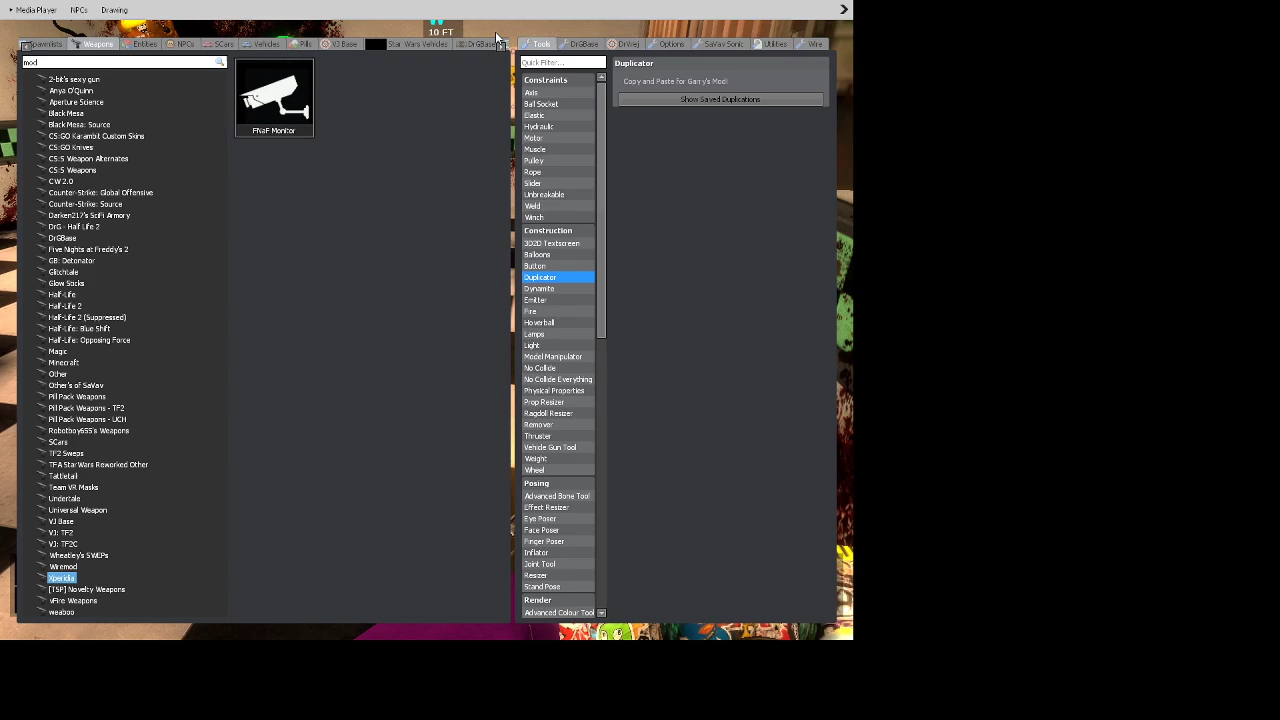 Media Player NPCs Drawing
10 FT
Spawnlists Weapons Entities NPCs SCars Vehicles Pills VJ Base Star Wars Vehicles DrGBase
Tools DrGBase DrVrej Options SaVav Sonic Utilities Wire
mod
2-bit's sexy gun
Anya O'Quinn
Aperture Science
Black Mesa
Black Mesa: Source
CS:GO Karambit Custom Skins
CS:GO Knives
CS:S Weapon Alternates
CS:S Weapons
CW 2.0
Counter-Strike: Global Offensive
Counter-Strike: Source
Darken217's SciFi Armory
DrG - Half Life 2
DrGBase
Five Nights at Freddy's 2
GB: Detonator
Glitchtale
Glow Sticks
Half-Life
Half-Life 2
Half-Life 2 (Suppressed)
Half-Life: Blue Shift
Half-Life: Opposing Force
Magic
Minecraft
Other
Other's of SaVav
Pill Pack Weapons
Pill Pack Weapons - TF2
Pill Pack Weapons - UCH
Robotboy655's Weapons
SCars
TF2 Sweps
TFA StarWars Reworked Other
Tattletail
Team VR Masks
Undertale
Universal Weapon
VJ Base
VJ: TF2
VJ: TF2C
Wheatley's SWEPs
Wiremod
Xperidia
[TSP] Novelty Weapons
vFire Weapons
weaboo
FNaF Monitor
Quick Filter...
Constraints
Axis
Ball Socket
Elastic
Hydraulic
Motor
Muscle
Pulley
Rope
Slider
Unbreakable
Weld
Winch
Construction
3D2D Textscreen
Balloons
Button
Duplicator
Dynamite
Emitter
Fire
Hoverball
Lamps
Light
Model Manipulator
No Collide
No Collide Everything
Physical Properties
Prop Resizer
Ragdoll Resizer
Remover
Thruster
Vehicle Gun Tool
Weight
Wheel
Posing
Advanced Bone Tool
Effect Resizer
Eye Poser
Face Poser
Finger Poser
Inflator
Joint Tool
Resizer
Stand Pose
Render
Advanced Colour Tool
Duplicator
Copy and Paste for Garry's Mod!
Show Saved Duplications